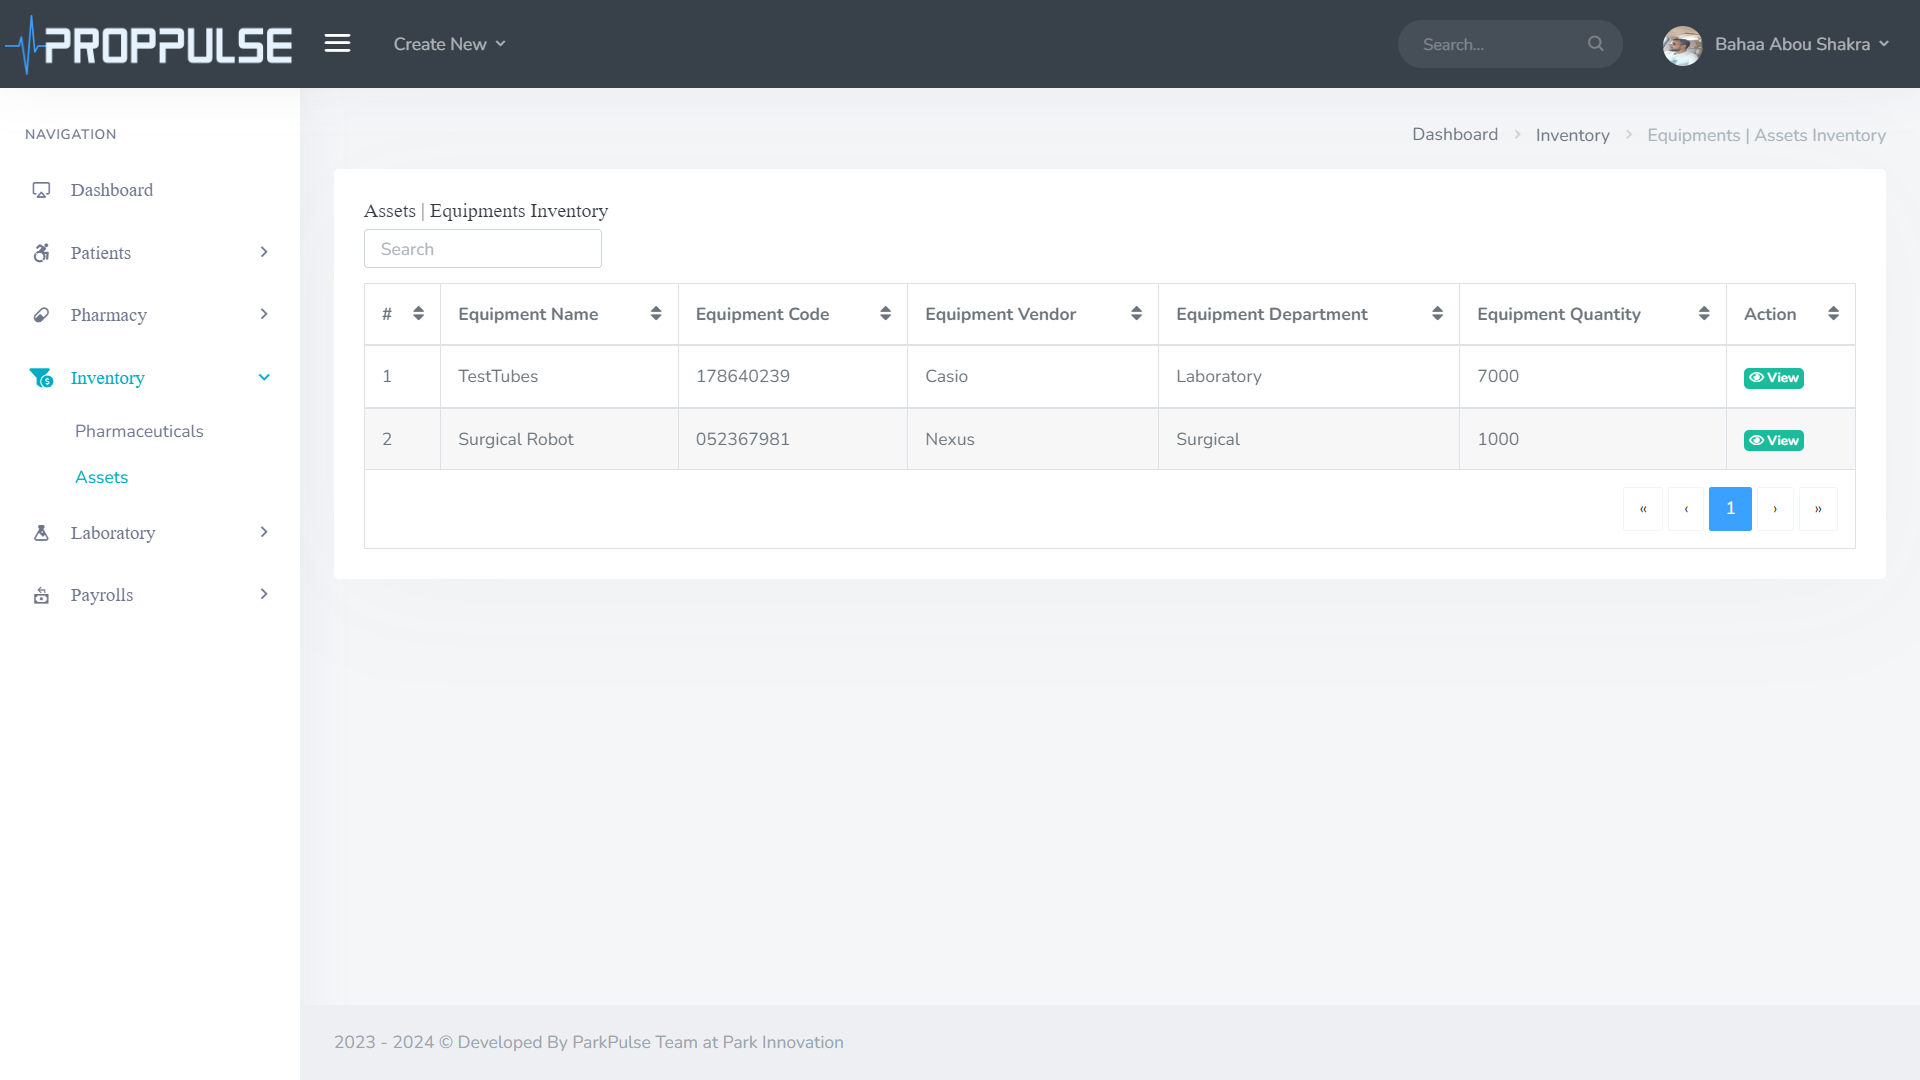 PROPPULSE
Create New
Search...
Bahaa Abou Shakra
NAVIGATION
Dashboard
Patients
Pharmacy
Inventory
Pharmaceuticals
Assets
Laboratory
Payrolls
Dashboard > Inventory > Equipments | Assets Inventory
Assets | Equipments Inventory
Search
# Equipment Name Equipment Code Equipment Vendor Equipment Department Equipment Quantity Action
1 TestTubes 178640239 Casio Laboratory 7000 View
2 Surgical Robot 052367981 Nexus Surgical 1000 View
« ‹ 1 › »
2023 - 2024 © Developed By ParkPulse Team at Park Innovation